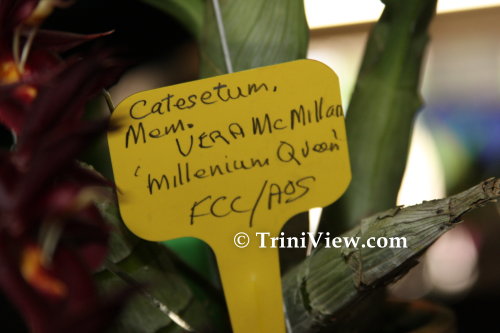 Catesetum.
Mem.
VERA McMillan
'Millenium Queen'
FCC/AOS
© TriniView.com